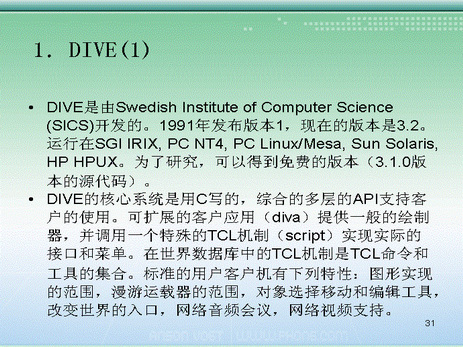 1. DIVE(1)
• DIVE是由Swedish Institute of Computer Science
(SICS)开发的。1991年发布版本1，现在的版本是3.2。
运行在SGI IRIX, PC NT4, PC Linux/Mesa, Sun Solaris,
HP HPUX。为了研究，可以得到免费的版本（3.1.0版
本的源代码）。
• DIVE的核心系统是用C写的，综合的多层的API支持客
户的使用。可扩展的客户应用（diva）提供一般的绘制
器，并调用一个特殊的TCL机制（script）实现实际的
接口和菜单。在世界数据库中的TCL机制是TCL命令和
工具的集合。标准的用户客户机有下列特性：图形实现
的范围，漫游运载器的范围，对象选择移动和编辑工具，
改变世界的入口，网络音频会议，网络视频支持。
31